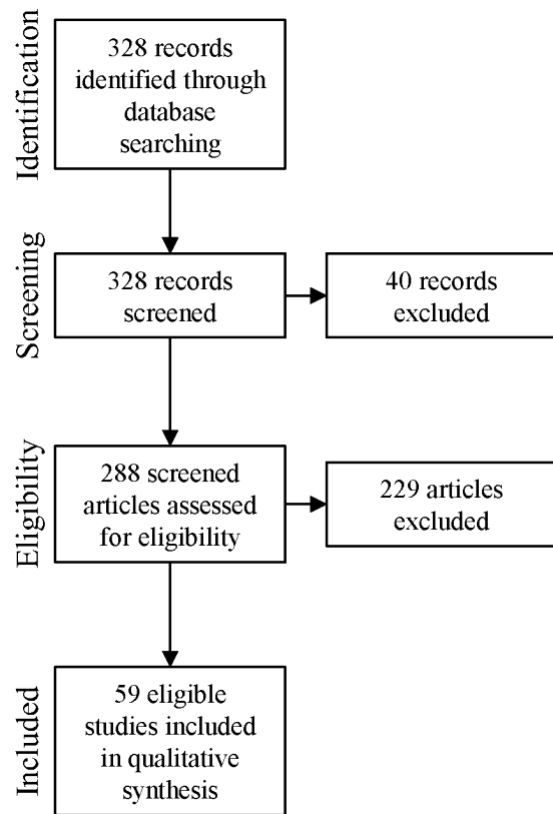 Identification
328 records
identified through
database
searching
Screening
328 records
screened
40 records
excluded
Eligibility
288 screened
articles assessed
for eligibility
229 articles
excluded
Included
59 eligible
studies included
in qualitative
synthesis